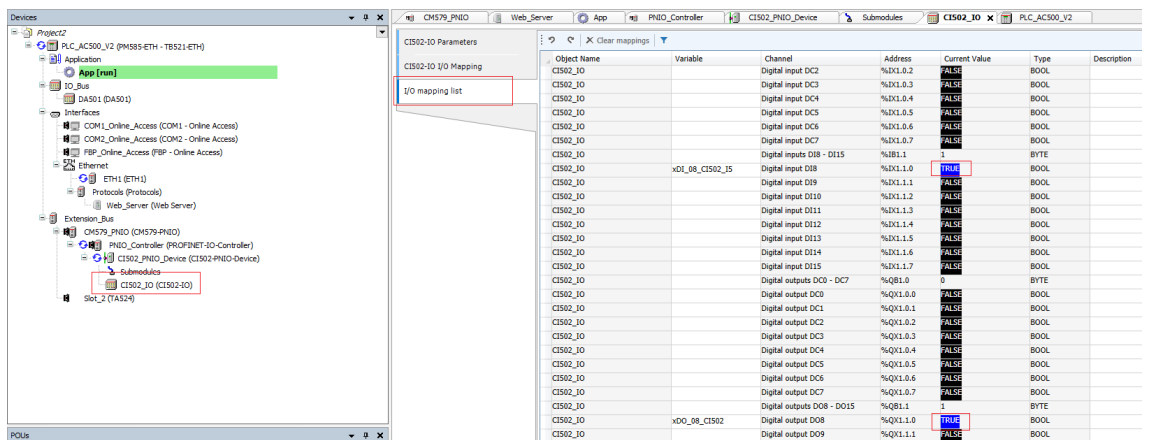 Devices
Project2
PLC_AC500_V2 (PM585-ETH - TB521-ETH)
Application
App [run]
IO_Bus
DA501 (DA501)
Interfaces
COM1_Online_Access (COM1 - Online Access)
COM2_Online_Access (COM2 - Online Access)
FBP_Online_Access (FBP - Online Access)
Ethernet
ETH1 (ETH1)
Protocols (Protocols)
Web_Server (Web Server)
Extension_Bus
CM579_PNIO (CM579-PNIO)
PNIO_Controller (PROFINET-IO-Controller)
CI502_PNIO_Device (CI502-PNIO-Device)
Submodules
CI502_IO (CI502-IO)
Slot_2 (TA524)
POUs
CM579_PNIO Web_Server App PNIO_Controller CI502_PNIO_Device Submodules CI502_IO PLC_AC500_V2
CI502-IO Parameters
CI502-IO I/O Mapping
I/O mapping list
Clear mappings
Object Name Variable Channel Address Current Value Type Description
CI502_IO Digital input DC2 %IX1.0.2 FALSE BOOL
CI502_IO Digital input DC3 %IX1.0.3 FALSE BOOL
CI502_IO Digital input DC4 %IX1.0.4 FALSE BOOL
CI502_IO Digital input DC5 %IX1.0.5 FALSE BOOL
CI502_IO Digital input DC6 %IX1.0.6 FALSE BOOL
CI502_IO Digital input DC7 %IX1.0.7 FALSE BOOL
CI502_IO Digital inputs DI8 - DI15 %IB1.1 1 BYTE
CI502_IO xDI_08_CI502_I5 Digital input DI8 %IX1.1.0 TRUE BOOL
CI502_IO Digital input DI9 %IX1.1.1 FALSE BOOL
CI502_IO Digital input DI10 %IX1.1.2 FALSE BOOL
CI502_IO Digital input DI11 %IX1.1.3 FALSE BOOL
CI502_IO Digital input DI12 %IX1.1.4 FALSE BOOL
CI502_IO Digital input DI13 %IX1.1.5 FALSE BOOL
CI502_IO Digital input DI14 %IX1.1.6 FALSE BOOL
CI502_IO Digital input DI15 %IX1.1.7 FALSE BOOL
CI502_IO Digital outputs DC0 - DC7 %QB1.0 0 BYTE
CI502_IO Digital output DC0 %QX1.0.0 FALSE BOOL
CI502_IO Digital output DC1 %QX1.0.1 FALSE BOOL
CI502_IO Digital output DC2 %QX1.0.2 FALSE BOOL
CI502_IO Digital output DC3 %QX1.0.3 FALSE BOOL
CI502_IO Digital output DC4 %QX1.0.4 FALSE BOOL
CI502_IO Digital output DC5 %QX1.0.5 FALSE BOOL
CI502_IO Digital output DC6 %QX1.0.6 FALSE BOOL
CI502_IO Digital output DC7 %QX1.0.7 FALSE BOOL
CI502_IO Digital outputs DO8 - DO15 %QB1.1 1 BYTE
CI502_IO xDO_08_CI502 Digital output DO8 %QX1.1.0 TRUE BOOL
CI502_IO Digital output DO9 %QX1.1.1 FALSE BOOL